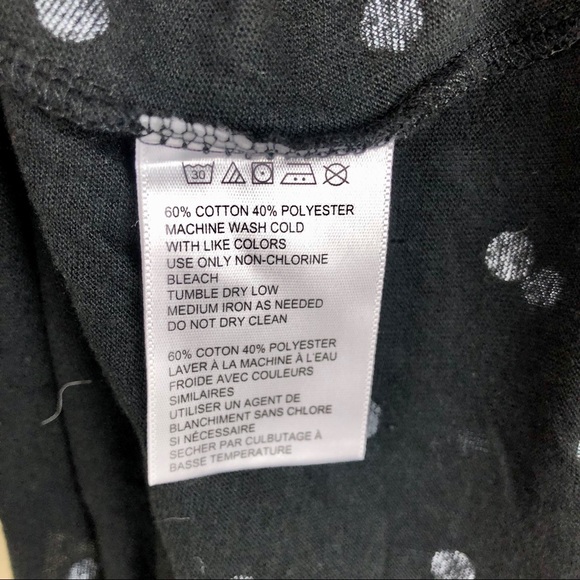 30
60% COTTON 40% POLYESTER
MACHINE WASH COLD
WITH LIKE COLORS
USE ONLY NON-CHLORINE
BLEACH
TUMBLE DRY LOW
MEDIUM IRON AS NEEDED
DO NOT DRY CLEAN
60% COTON 40% POLYESTER
LAVER À LA MACHINE À L'EAU
FROIDE AVEC COULEURS
SIMILAIRES
UTILISER UN AGENT DE
BLANCHIMENT SANS CHLORE
SI NÉCESSAIRE
SECHER PAR CULBUTAGE À
BASSE TEMPERATURE